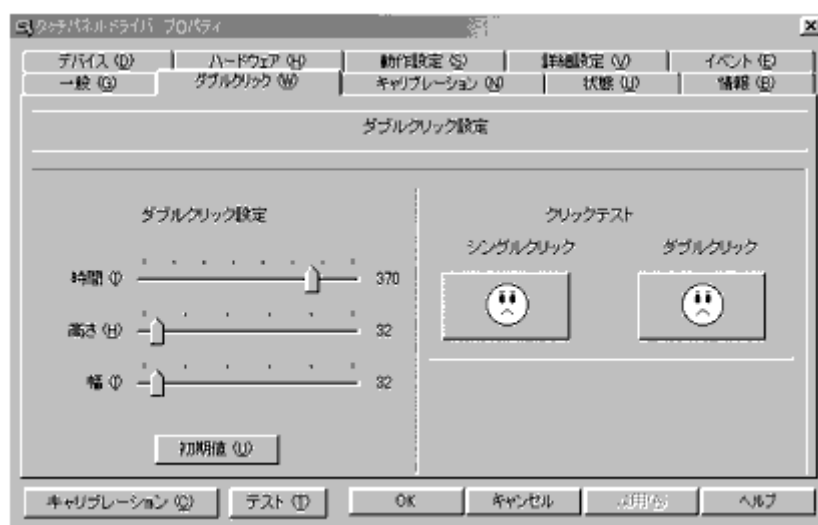 タッチパネルドライバ プロパティ
デバイス (D) ハードウェア (H) 動作設定 (S) 詳細設定 (V) イベント (E)
一般 (G) ダブルクリック (W) キャリブレーション (N) 状態 (U) 情報 (B)
ダブルクリック設定
ダブルクリック設定
時間 (I) 370
高さ (H) 32
幅 (I) 32
初期値 (U)
クリックテスト
シングルクリック ダブルクリック
キャリブレーション (C) テスト (T) OK キャンセル 適用(A) ヘルプ